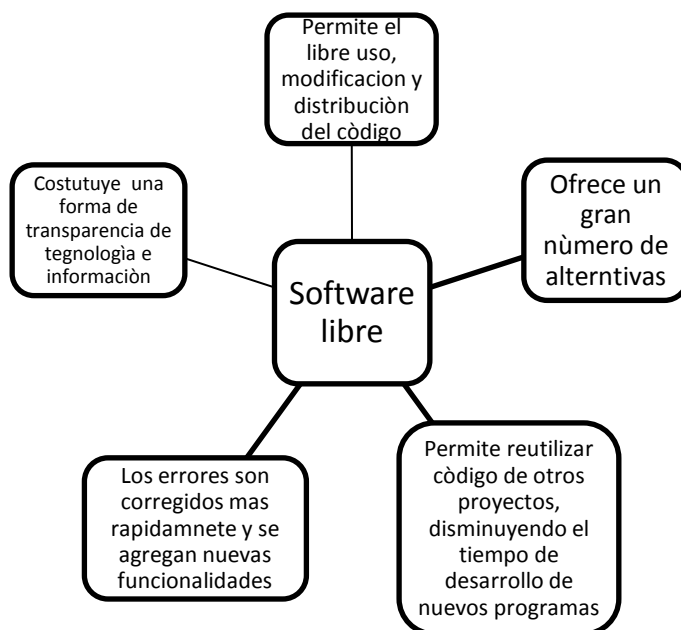 Permite el
libre uso,
modificacion y
distribuciòn
del còdigo
Costutuye una
forma de
transparencia de
tegnologìa e
informaciòn
Ofrece un
gran
nùmero de
alterntivas
Software
libre
Los errores son
corregidos mas
rapidamnete y se
agregan nuevas
funcionalidades
Permite reutilizar
còdigo de otros
proyectos,
disminuyendo el
tiempo de
desarrollo de
nuevos programas